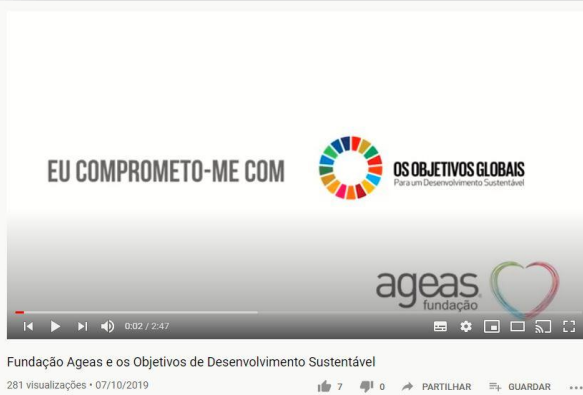 EU COMPROMETO-ME COM
OS OBJETIVOS GLOBAIS
Para um Desenvolvimento Sustentável
ageas
fundação
0:02 / 2:47
Fundação Ageas e os Objetivos de Desenvolvimento Sustentável
281 visualizações • 07/10/2019
7
0
PARTILHAR
GUARDAR